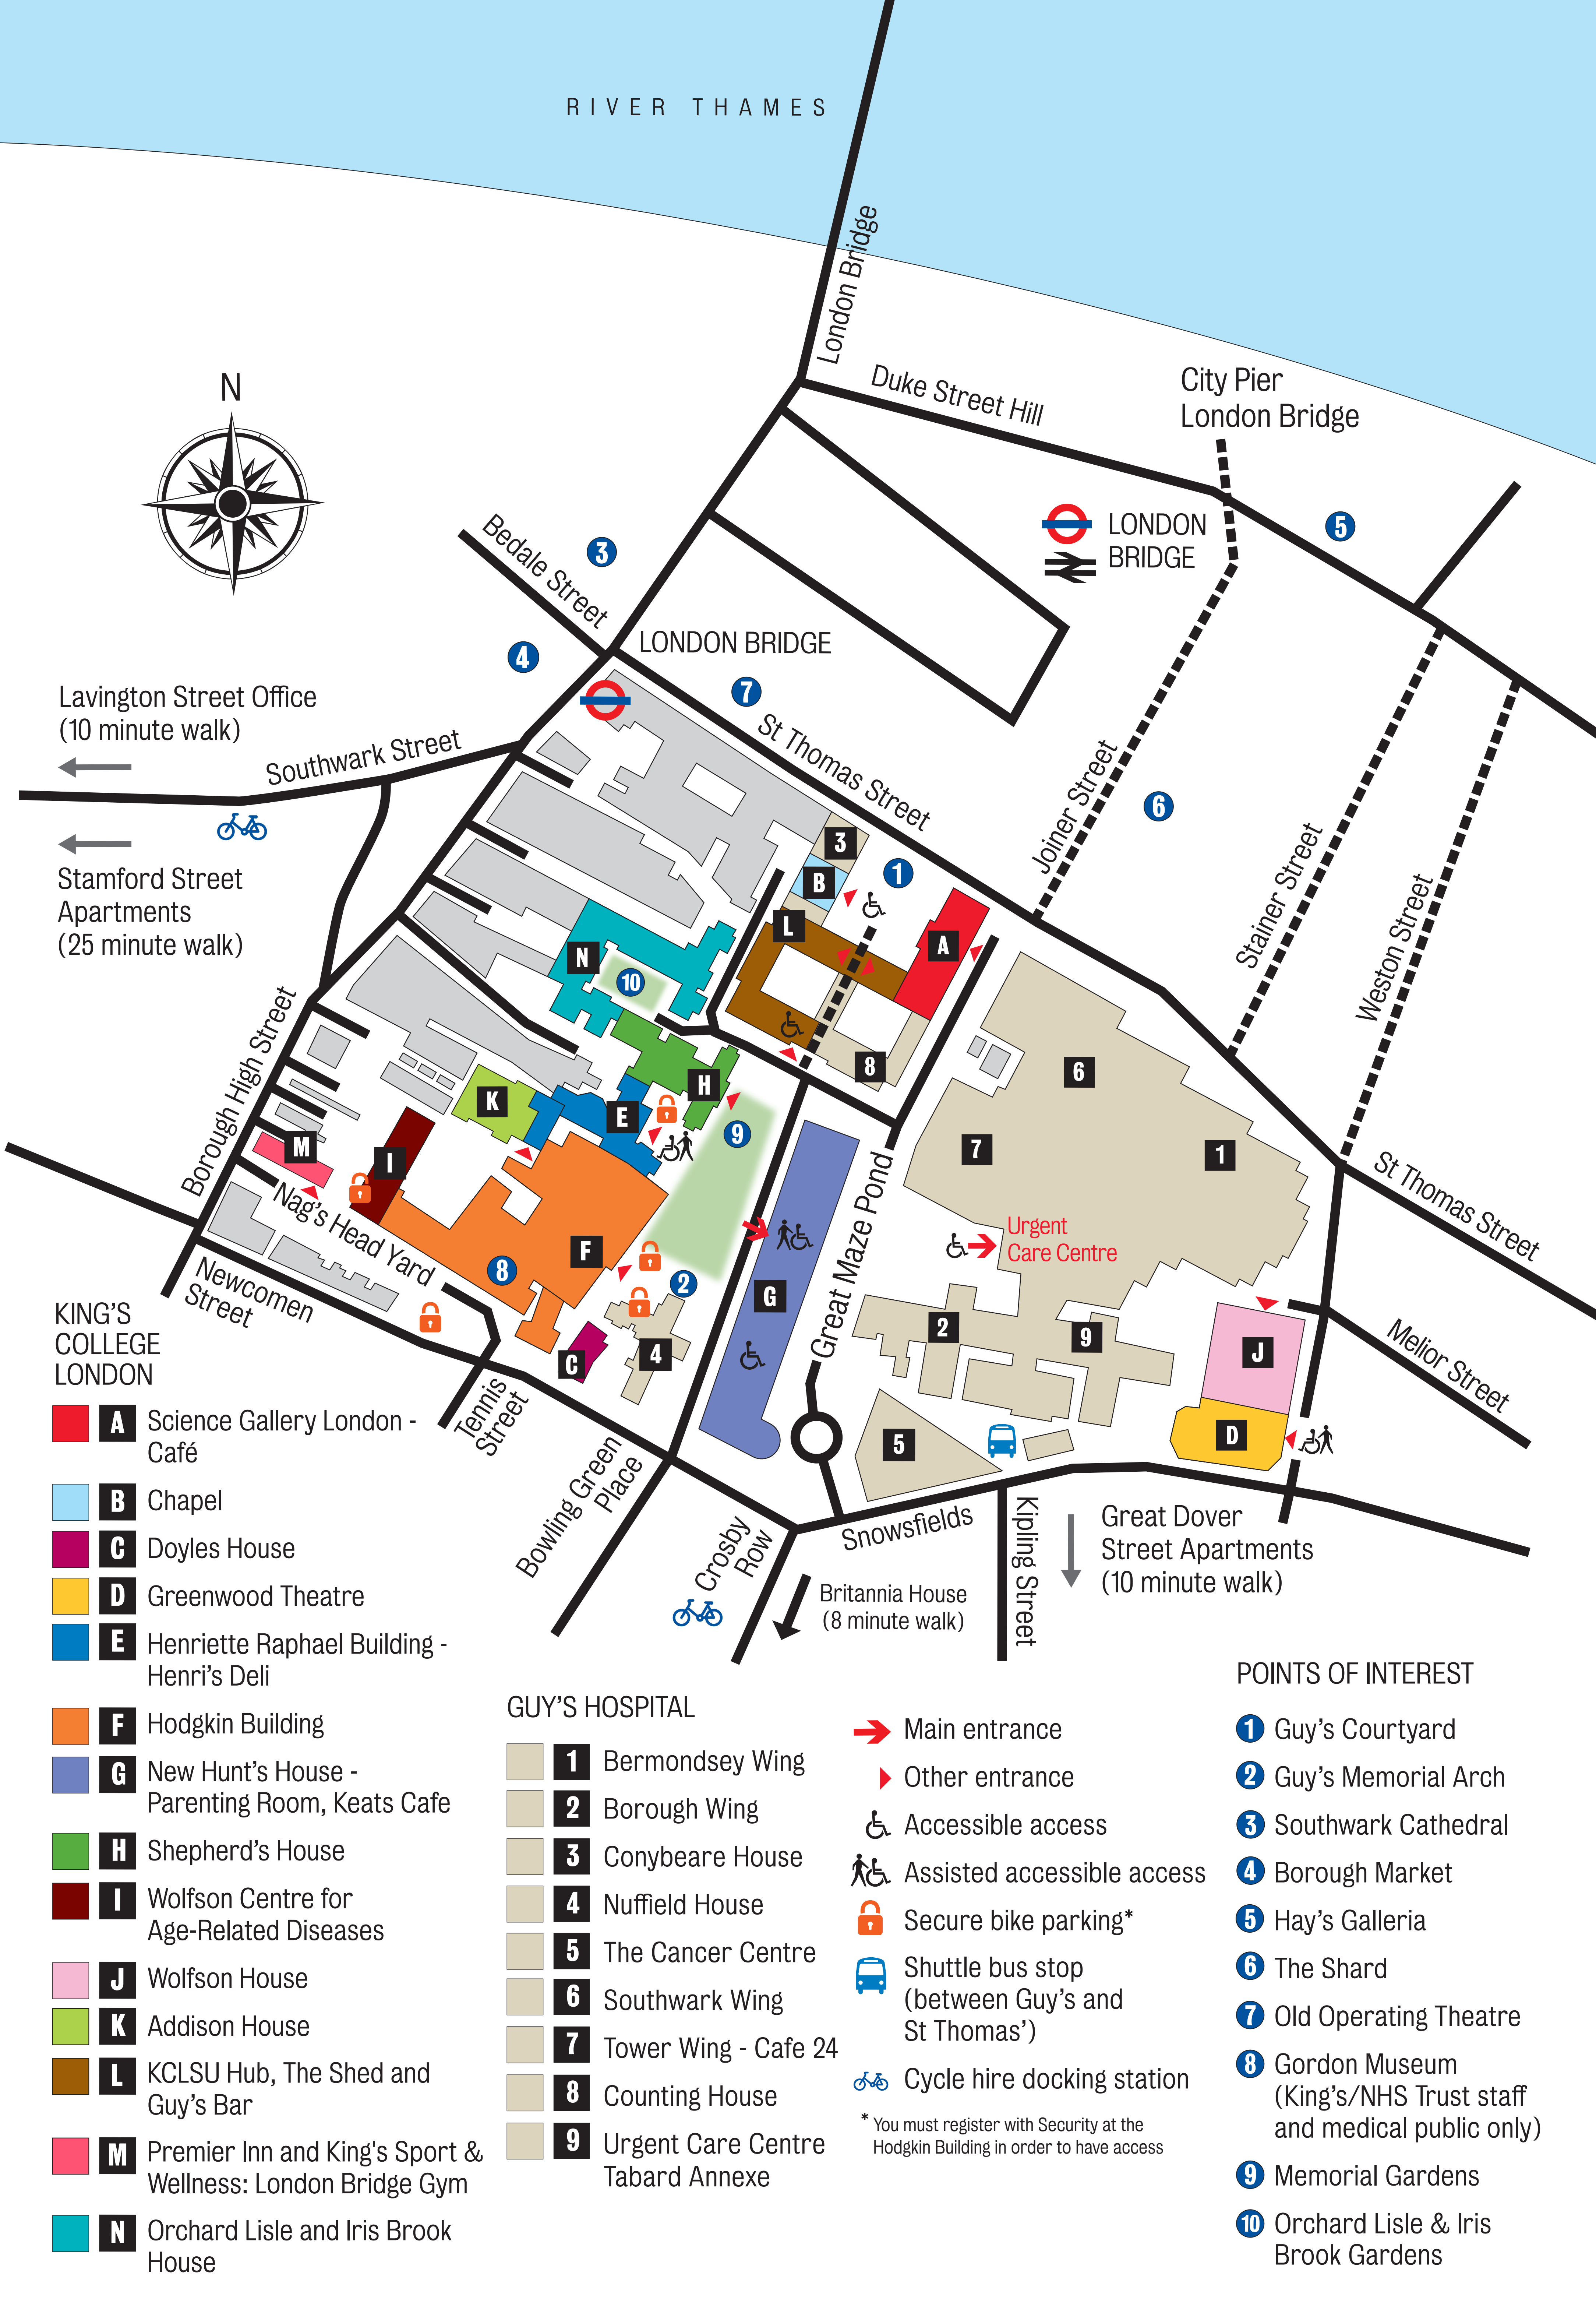 RIVER THAMES
London Bridge
Duke Street Hill
City Pier
London Bridge
N
LONDON
BRIDGE
5
3
Bedale Street
4
LONDON BRIDGE
7
Lavington Street Office
(10 minute walk)
Southwark Street
St Thomas Street
Joiner Street
6
Stamford Street
Apartments
(25 minute walk)
3
1
B
Stainer Street
Weston Street
L
A
N
10
Borough High Street
8
6
H
K
E
9
M
I
7
1
Great Maze Pond
St Thomas Street
Nag's Head Yard
Urgent
Care Centre
F
8
2
G
Newcomen
Street
2
9
J
C
4
Melior Street
Tennis
Street
5
D
Bowling Green
Place
Crosby
Row
Snowsfields
Kipling Street
Great Dover
Street Apartments
(10 minute walk)
Britannia House
(8 minute walk)
KING'S
COLLEGE
LONDON
A Science Gallery London -
Café
B Chapel
C Doyles House
D Greenwood Theatre
E Henriette Raphael Building -
Henri's Deli
F Hodgkin Building
G New Hunt's House -
Parenting Room, Keats Cafe
H Shepherd's House
I Wolfson Centre for
Age-Related Diseases
J Wolfson House
K Addison House
L KCLSU Hub, The Shed and
Guy's Bar
M Premier Inn and King's Sport &
Wellness: London Bridge Gym
N Orchard Lisle and Iris Brook
House
GUY'S HOSPITAL
1 Bermondsey Wing
2 Borough Wing
3 Conybeare House
4 Nuffield House
5 The Cancer Centre
6 Southwark Wing
7 Tower Wing - Cafe 24
8 Counting House
9 Urgent Care Centre
Tabard Annexe
Main entrance
Other entrance
Accessible access
Assisted accessible access
Secure bike parking*
Shuttle bus stop
(between Guy's and
St Thomas')
Cycle hire docking station
* You must register with Security at the
Hodgkin Building in order to have access
POINTS OF INTEREST
1 Guy's Courtyard
2 Guy's Memorial Arch
3 Southwark Cathedral
4 Borough Market
5 Hay's Galleria
6 The Shard
7 Old Operating Theatre
8 Gordon Museum
(King's/NHS Trust staff
and medical public only)
9 Memorial Gardens
10 Orchard Lisle & Iris
Brook Gardens